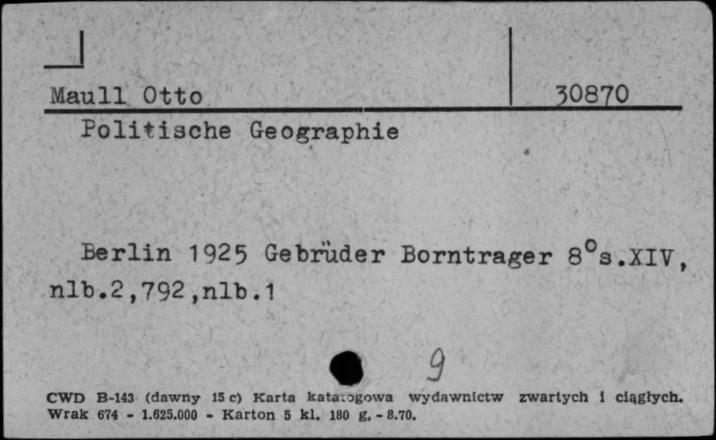 Maull Otto 30870
Politische Geographie
Berlin 1925 Gebrüder Borntrager 8°s.XIV,
nlb.2,792,nlb.1
9
CWD B-143 (dawny 15 c) Karta katalogowa wydawnictw zwartych i ciągłych.
Wrak 674 - 1.625.000 - Karton 5 kl. 180 g. - 8.70.